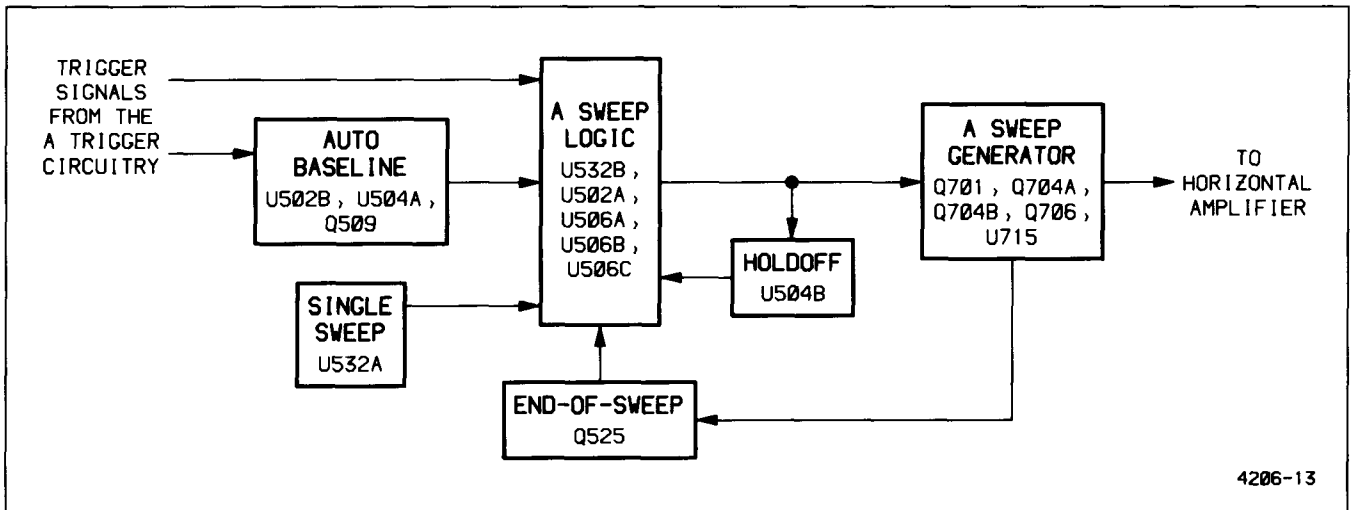 TRIGGER
SIGNALS
FROM THE
A TRIGGER
CIRCUITRY
AUTO
BASELINE
U502B, U504A,
Q509
SINGLE
SWEEP
U532A
A SWEEP
LOGIC
U532B,
U502A,
U506A,
U506B,
U506C
HOLDOFF
U504B
END-OF-SWEEP
Q525
A SWEEP
GENERATOR
Q701, Q704A,
Q704B, Q706,
U715
TO
HORIZONTAL
AMPLIFIER
4206-13